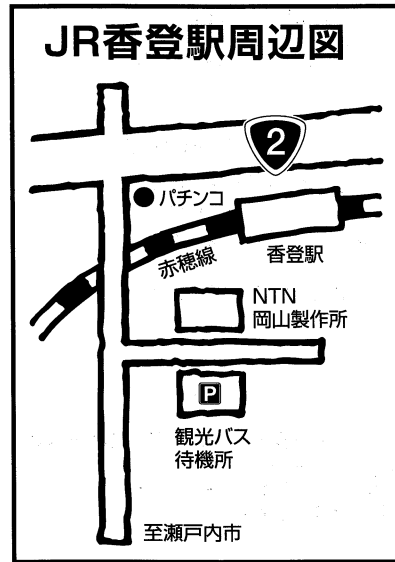 JR香登駅周辺図
2
パチンコ
香登駅
赤穂線
NTN
岡山製作所
P
観光バス
待機所
至瀬戸内市